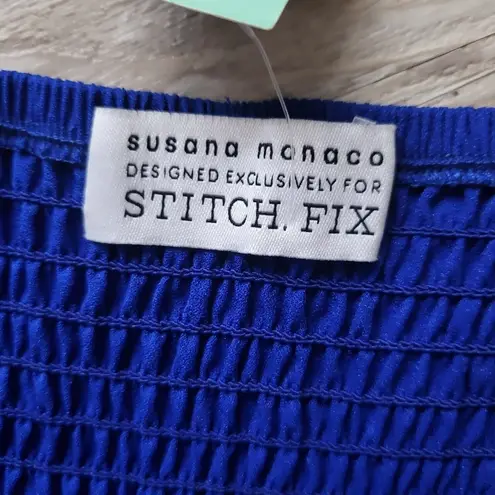 susana monaco
DESIGNED EXCLUSIVELY FOR
STITCH. FIX